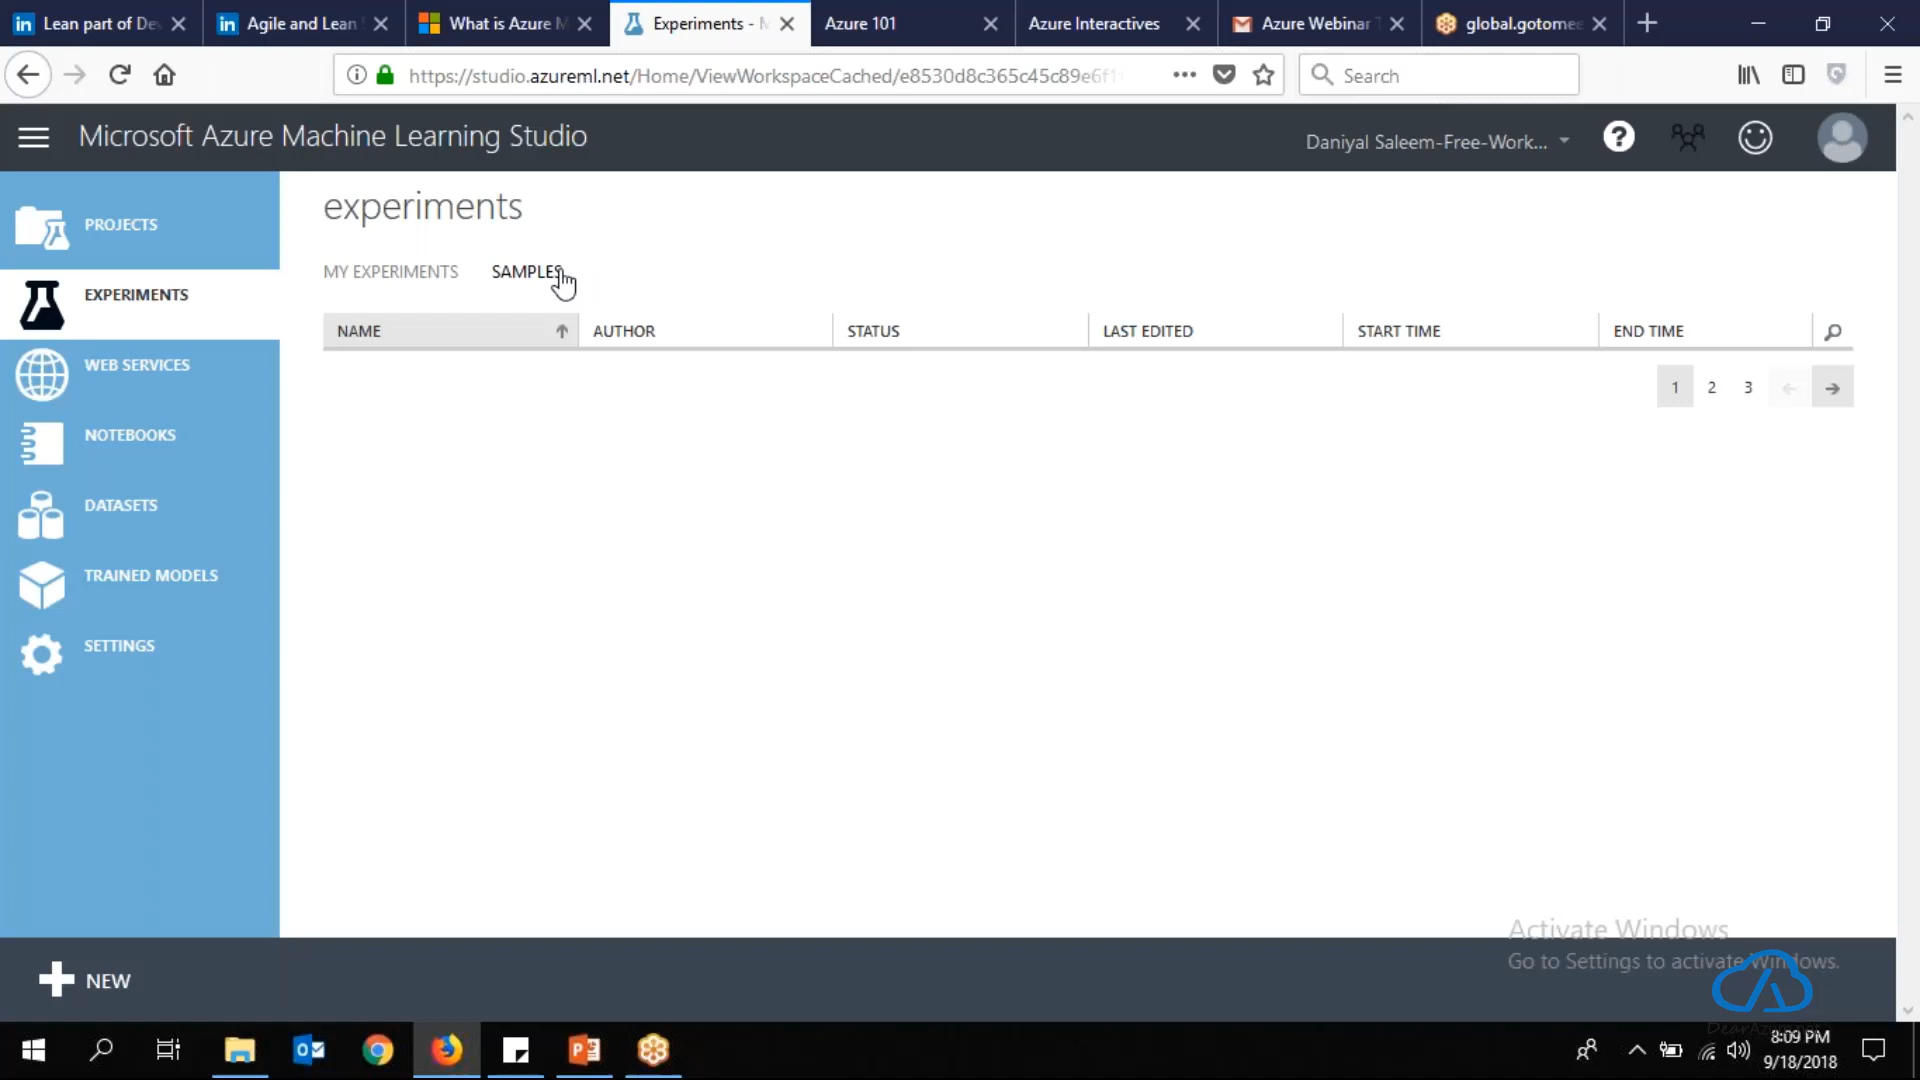 Lean part of De
Agile and Lean
What is Azure M
Experiments - M
Azure 101
Azure Interactives
Azure Webinar T
global.gotomee
https://studio.azureml.net/Home/ViewWorkspaceCached/e8530d8c365c45c89e6f1
Search
Microsoft Azure Machine Learning Studio
Daniyal Saleem-Free-Work...
PROJECTS
EXPERIMENTS
WEB SERVICES
NOTEBOOKS
DATASETS
TRAINED MODELS
SETTINGS
experiments
MY EXPERIMENTS SAMPLES
NAME AUTHOR STATUS LAST EDITED START TIME END TIME
1 2 3
Activate Windows
Go to Settings to activate Windows.
NEW
8:09 PM
9/18/2018